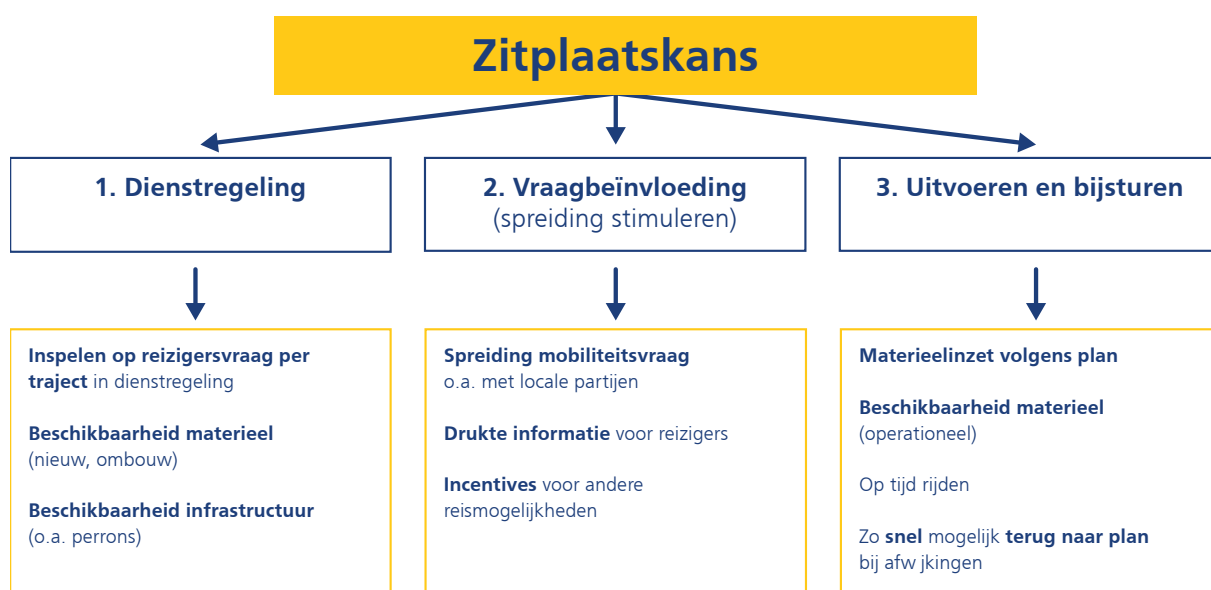 Zitplaatskans
1. Dienstregeling
2. Vraagbeïnvloeding
(spreiding stimuleren)
3. Uitvoeren en bijsturen
Inspelen op reizigersvraag per
traject in dienstregeling
Beschikbaarheid materieel
(nieuw, ombouw)
Beschikbaarheid infrastructuur
(o.a. perrons)
Spreiding mobiliteitsvraag
o.a. met locale partijen
Drukte informatie voor reizigers
Incentives voor andere
reismogelijkheden
Materieelinzet volgens plan
Beschikbaarheid materieel
(operationeel)
Op tijd rijden
Zo snel mogelijk terug naar plan
bij afw jkingen